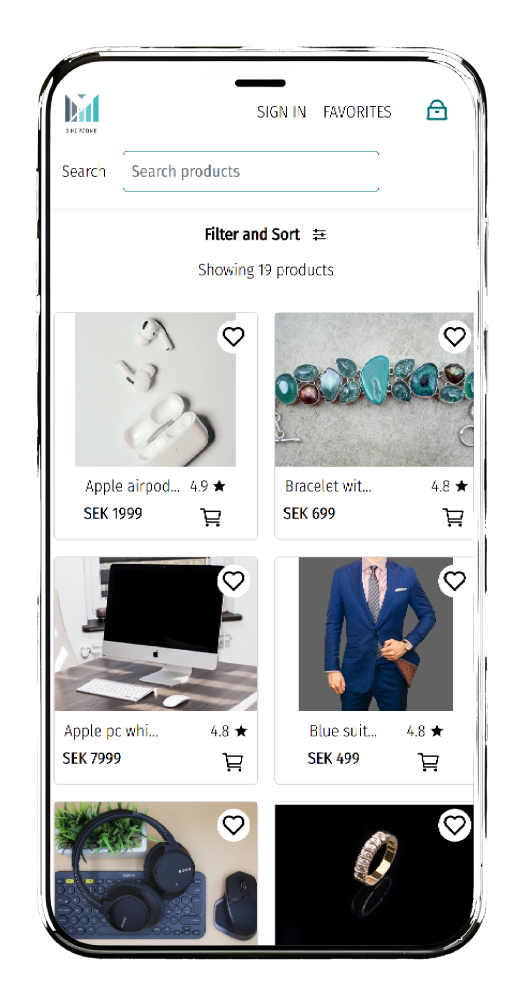 SIGN IN FAVORITES
SHOPZONE
Search Search products
Filter and Sort
Showing 19 products
Apple airpod... 4.9
SEK 1999
Bracelet wit... 4.8
SEK 699
Apple pc whi... 4.8
SEK 7999
Blue suit... 4.8
SEK 499
SONY